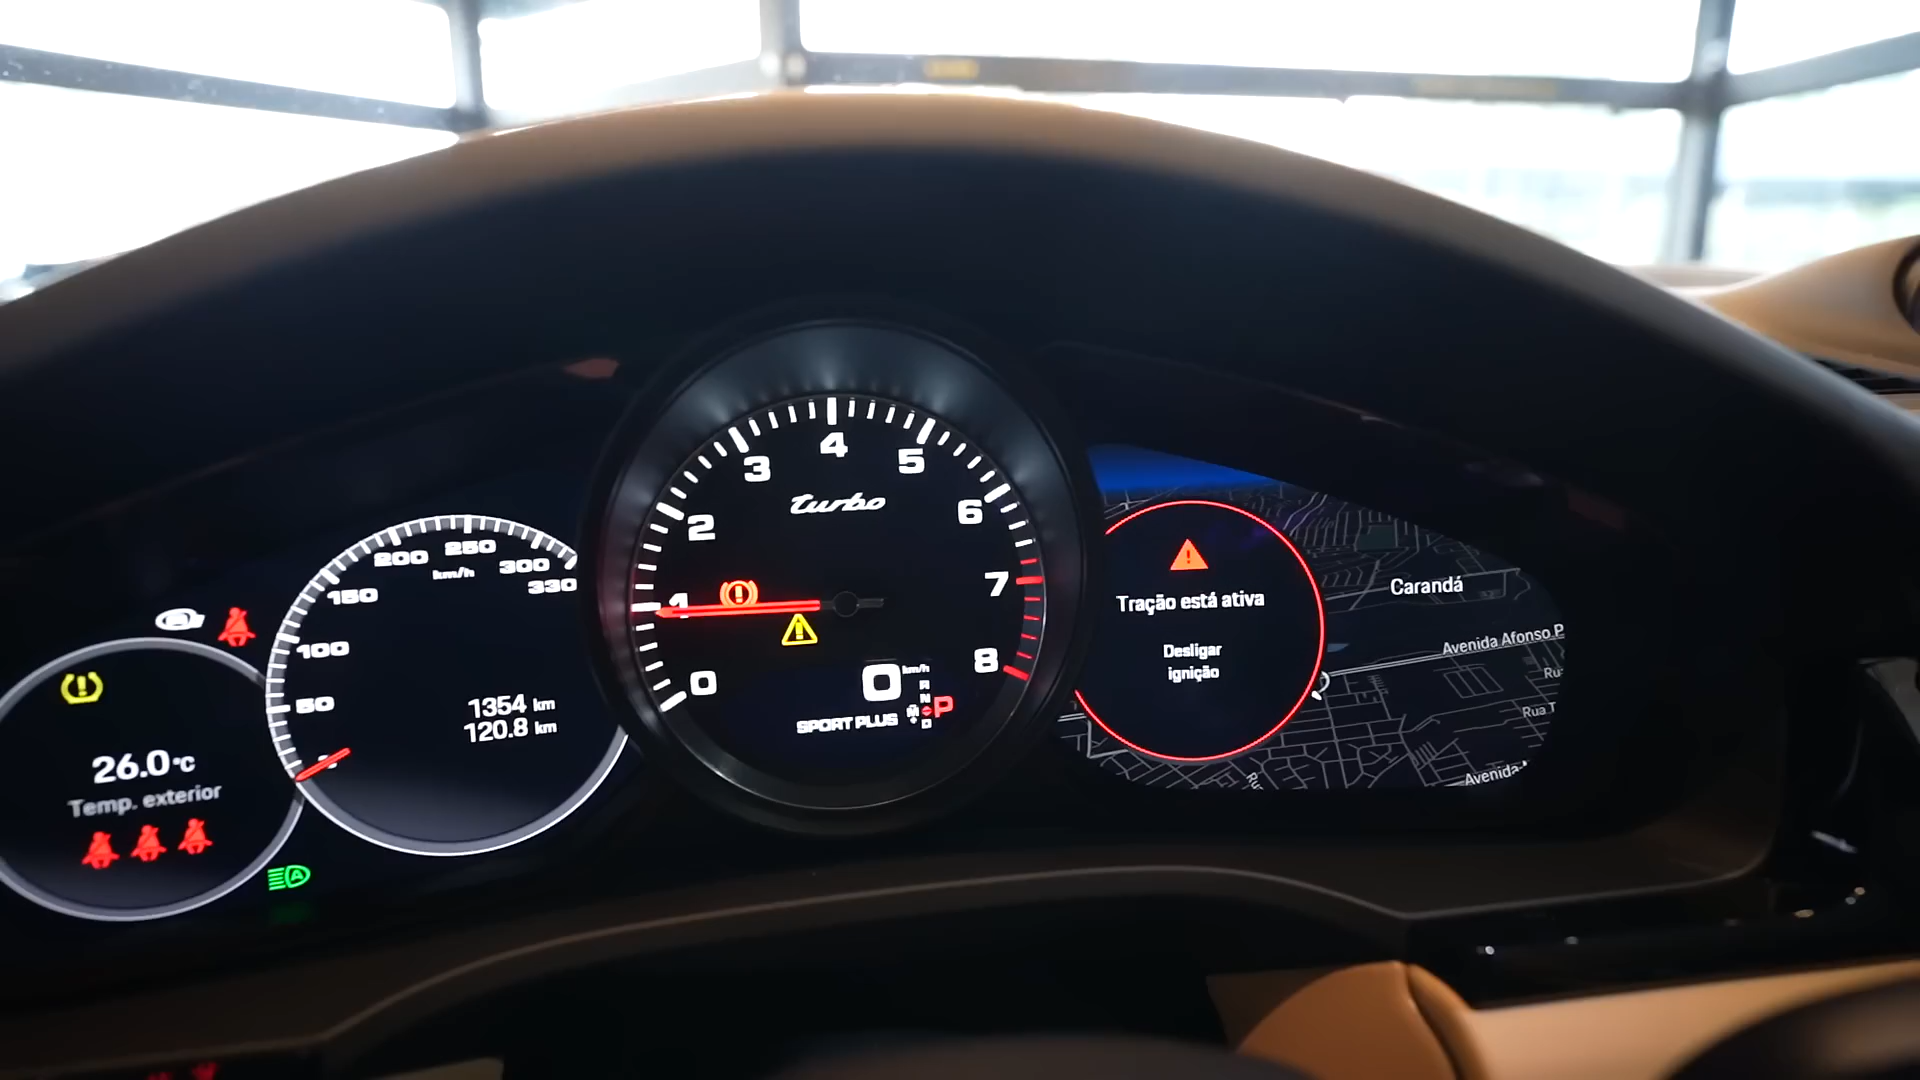 26.0°C
Temp. exterior
50
100
150
200
250
300
330
km/h
1354 km
120.8 km
0
1
2
3
4
5
6
7
8
turbo
0 km/h
SPORT PLUS
R
N
D
M
P
Tração está ativa
Desligar
ignição
Carandá
Avenida Afonso P
Ru
Rua T
Avenida
Ru